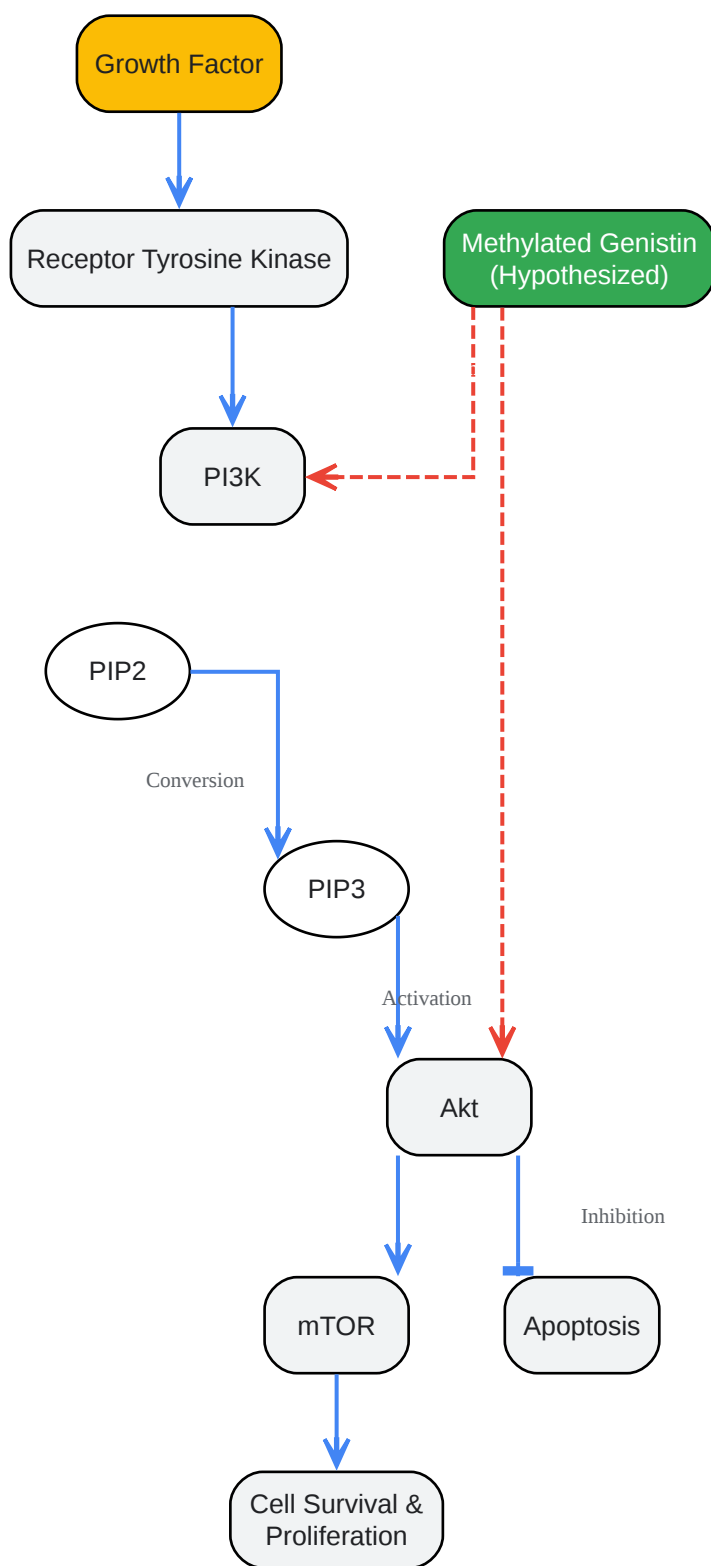 Growth Factor
Receptor Tyrosine Kinase
Methylated Genistin
(Hypothesized)
PI3K
PIP2
Conversion
PIP3
Activation
Akt
Inhibition
mTOR
Apoptosis
Cell Survival &
Proliferation